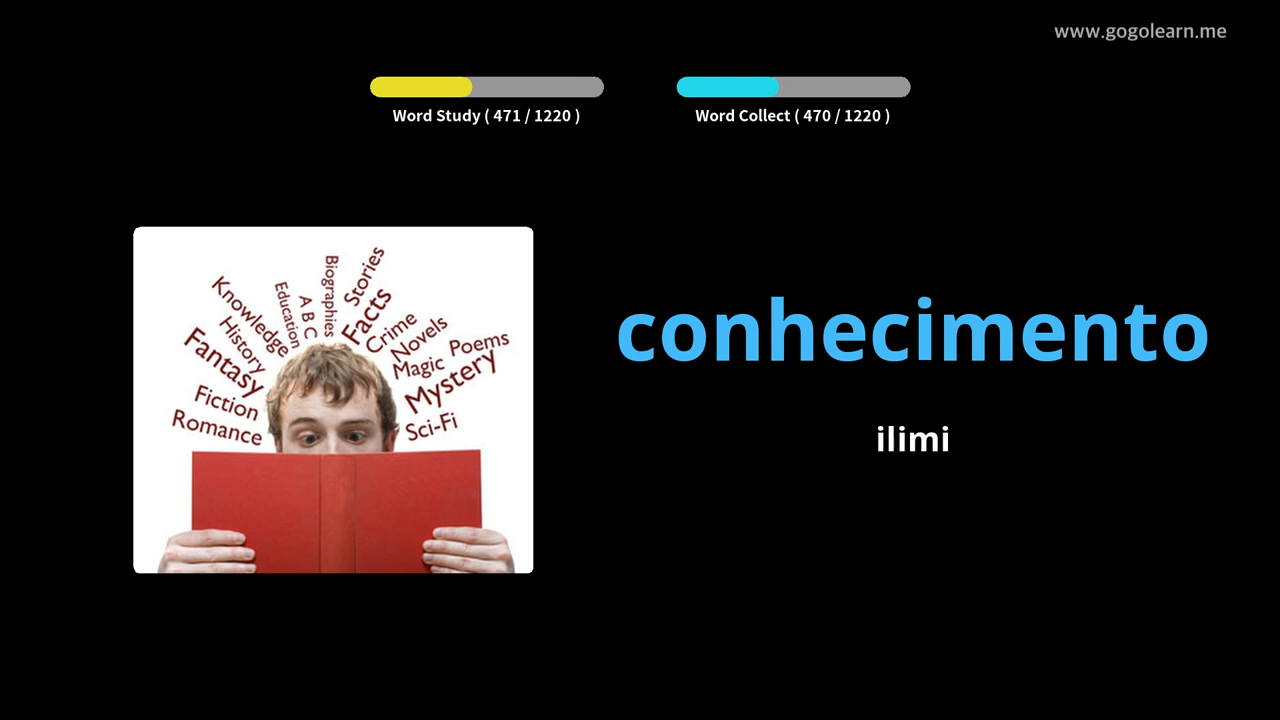 www.gogolearn.me
Word Study ( 471 / 1220 )
Word Collect ( 470 / 1220 )
Biographies
Stories
Knowledge
Education
A B C
Facts
History
Crime
Novels
Fantasy
Magic
Poems
Mystery
Fiction
Romance
Sci-Fi
conhecimento
ilimi